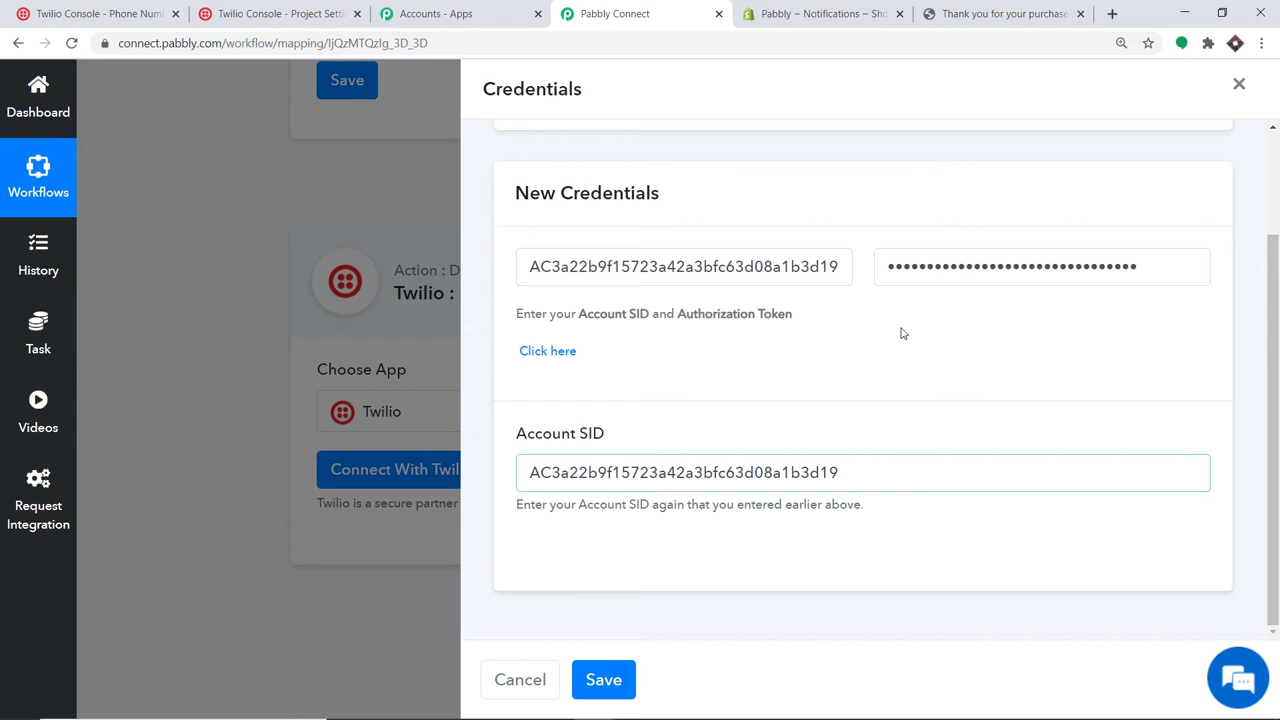 Twilio Console - Phone Num
Twilio Console - Project Setti
Accounts - Apps
Pabbly Connect
Pabbly ~ Notifications ~ Sho
Thank you for your purchase
connect.pabbly.com/workflow/mapping/IjQzMTQzIg_3D_3D
Dashboard
Workflows
History
Task
Videos
Request
Integration
Save
Action : D
Twilio :
Choose App
Twilio
Connect With Twil
Twilio is a secure partner
Credentials
New Credentials
AC3a22b9f15723a42a3bfc63d08a1b3d19 ••••••••••••••••••••••••••••••••
Enter your Account SID and Authorization Token
Click here
Account SID
AC3a22b9f15723a42a3bfc63d08a1b3d19
Enter your Account SID again that you entered earlier above.
Cancel
Save